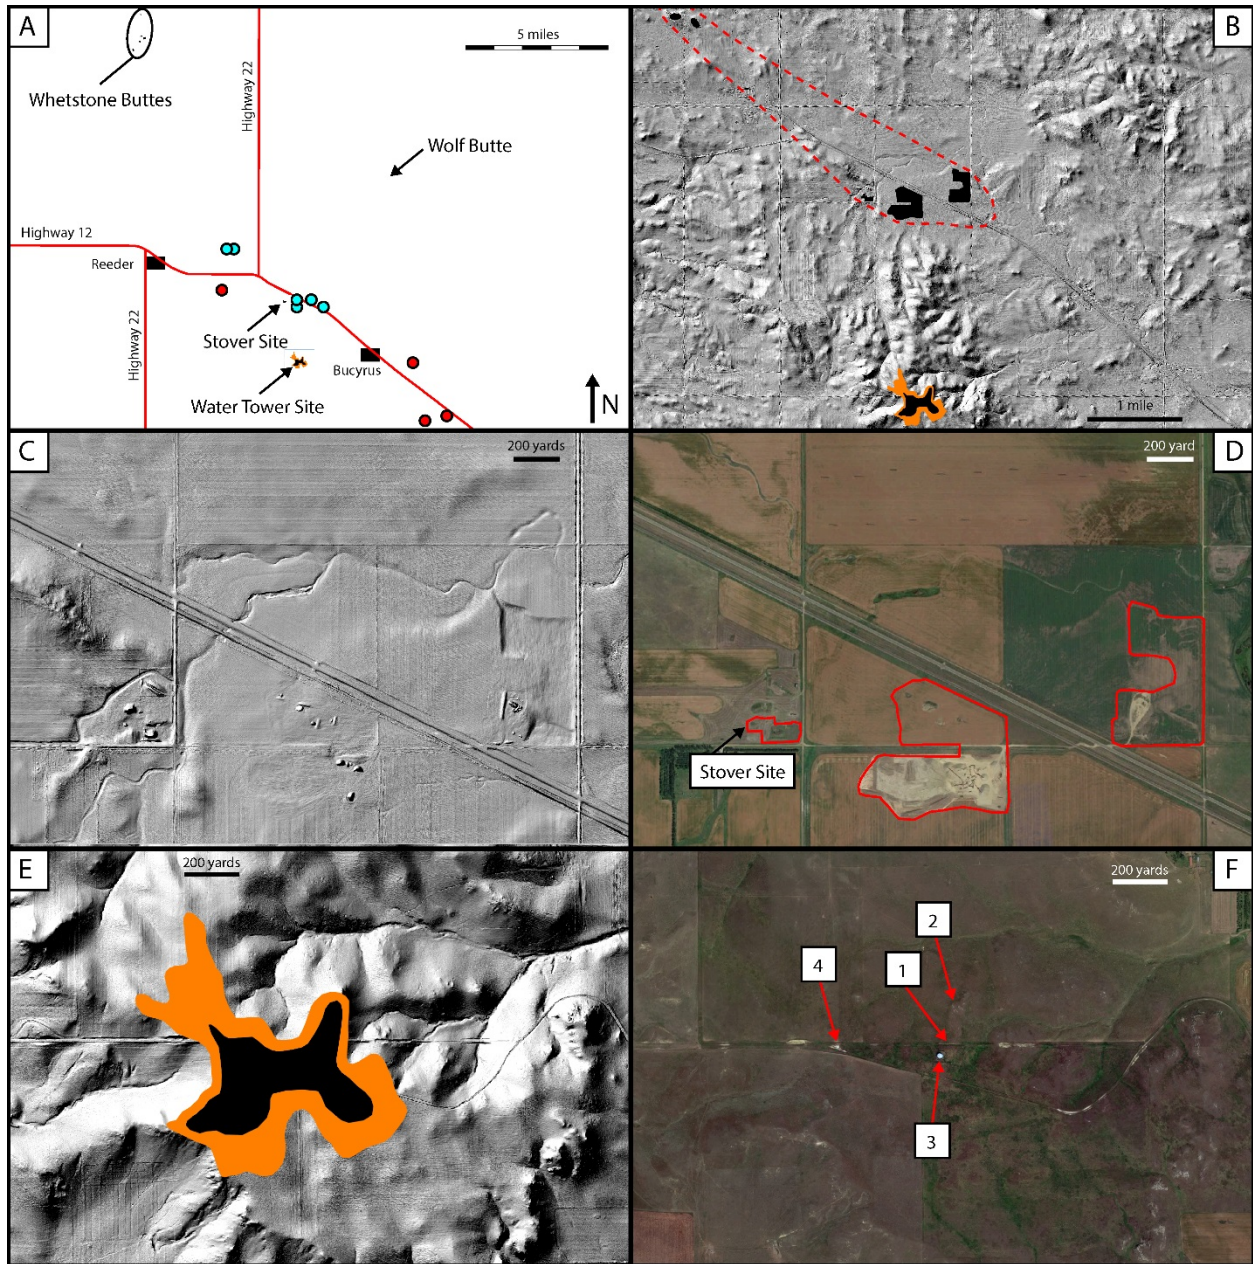 A
5 miles
Whetstone Buttes
Highway 22
Wolf Butte
Highway 12
Reeder
Highway 22
Stover Site
Bucyrus
Water Tower Site
N
B
1 mile
C
200 yards
D
200 yard
Stover Site
E
200 yards
F
200 yards
2
4
1
3